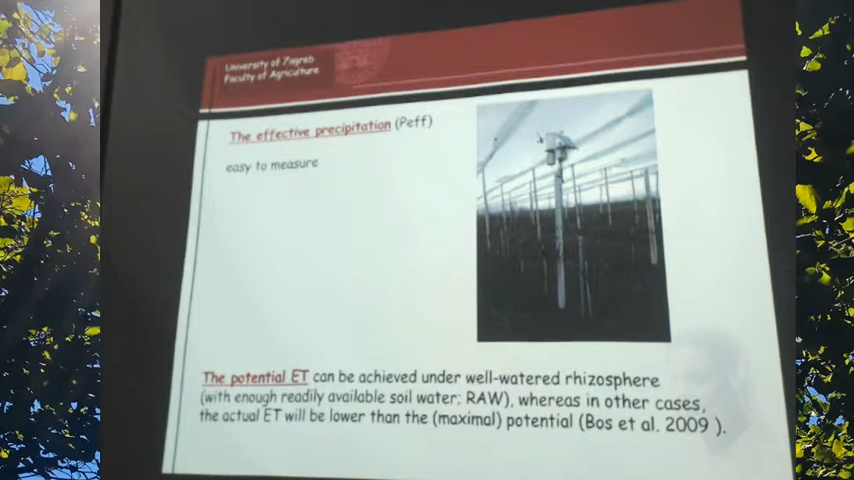 University of Zagreb
Faculty of Agriculture
The effective precipitation (Peff)
easy to measure
The potential ET can be achieved under well-watered rhizosphere
(with enough readily available soil water; RAW), whereas in other cases,
the actual ET will be lower than the (maximal) potential (Bos et al. 2009 ).